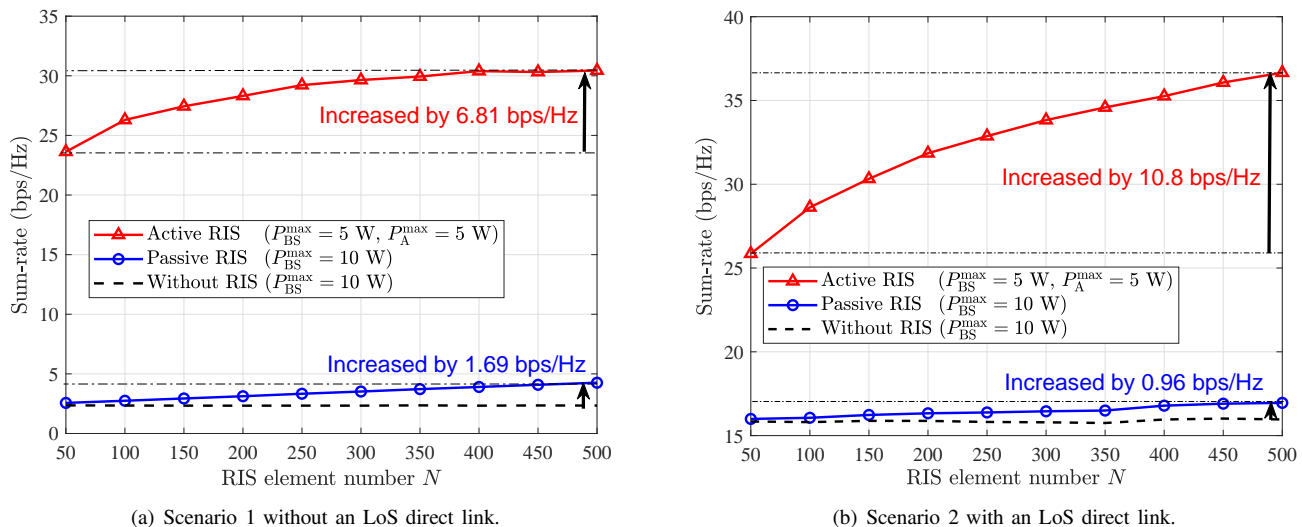 35
30
25
20
15
10
5
0
Sum-rate (bps/Hz)
Increased by 6.81 bps/Hz
Active RIS (P_BS^max = 5 W, P_A^max = 5 W)
Passive RIS (P_BS^max = 10 W)
Without RIS (P_BS^max = 10 W)
Increased by 1.69 bps/Hz
50 100 150 200 250 300 350 400 450 500
RIS element number N
(a) Scenario 1 without an LoS direct link.
40
35
30
25
20
15
Sum-rate (bps/Hz)
Increased by 10.8 bps/Hz
Active RIS (P_BS^max = 5 W, P_A^max = 5 W)
Passive RIS (P_BS^max = 10 W)
Without RIS (P_BS^max = 10 W)
Increased by 0.96 bps/Hz
50 100 150 200 250 300 350 400 450 500
RIS element number N
(b) Scenario 2 with an LoS direct link.